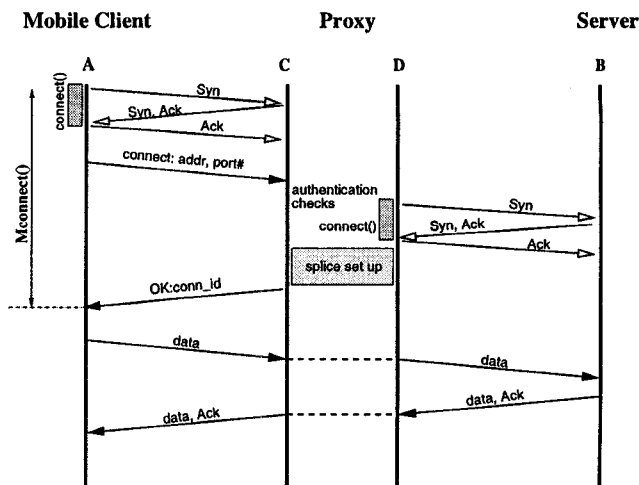 Mobile Client Proxy Server
A C D B
connect()
Syn
Syn, Ack
Ack
Mconnect()
connect: addr, port#
authentication
checks
connect()
Syn
Syn, Ack
Ack
splice set up
OK:conn_id
data
data
data, Ack
data, Ack